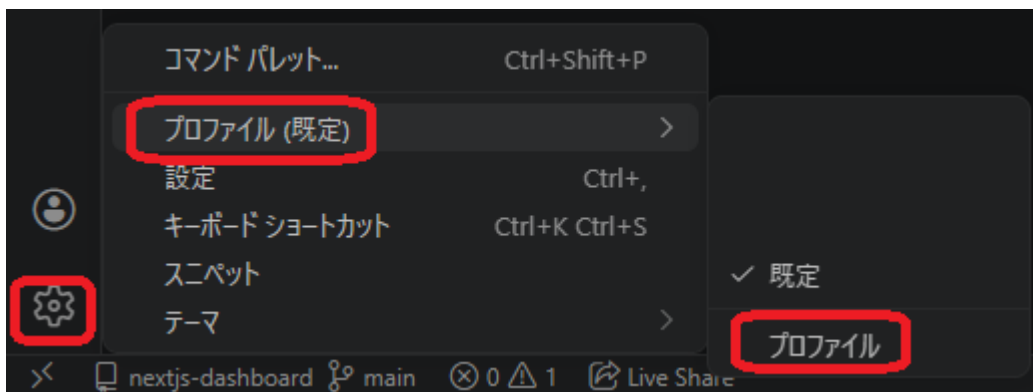 コマンド パレット... Ctrl+Shift+P
プロファイル (既定)
設定 Ctrl+,
キーボード ショートカット Ctrl+K Ctrl+S
スニペット
テーマ
既定
プロファイル
nextjs-dashboard main 0 1 Live Share